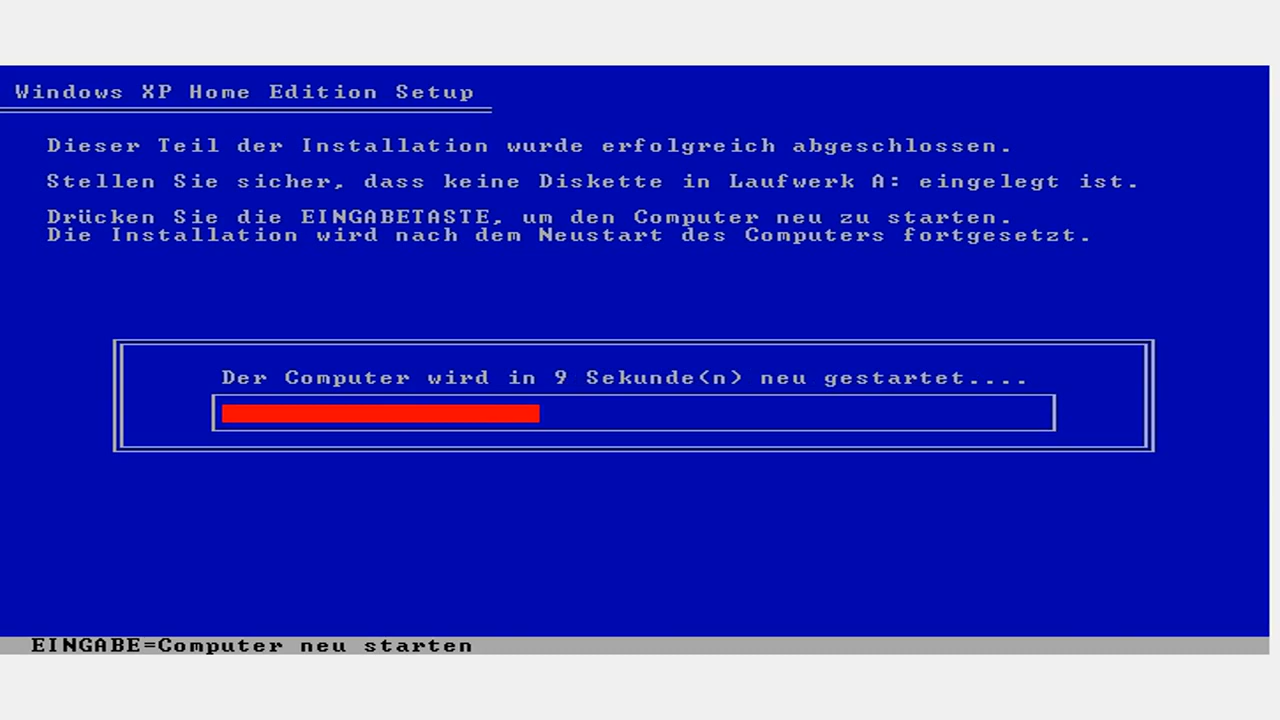 Windows XP Home Edition Setup
Dieser Teil der Installation wurde erfolgreich abgeschlossen.
Stellen Sie sicher, dass keine Diskette in Laufwerk A: eingelegt ist.
Drücken Sie die EINGABETASTE, um den Computer neu zu starten.
Die Installation wird nach dem Neustart des Computers fortgesetzt.
Der Computer wird in 9 Sekunde(n) neu gestartet....
EINGABE=Computer neu starten